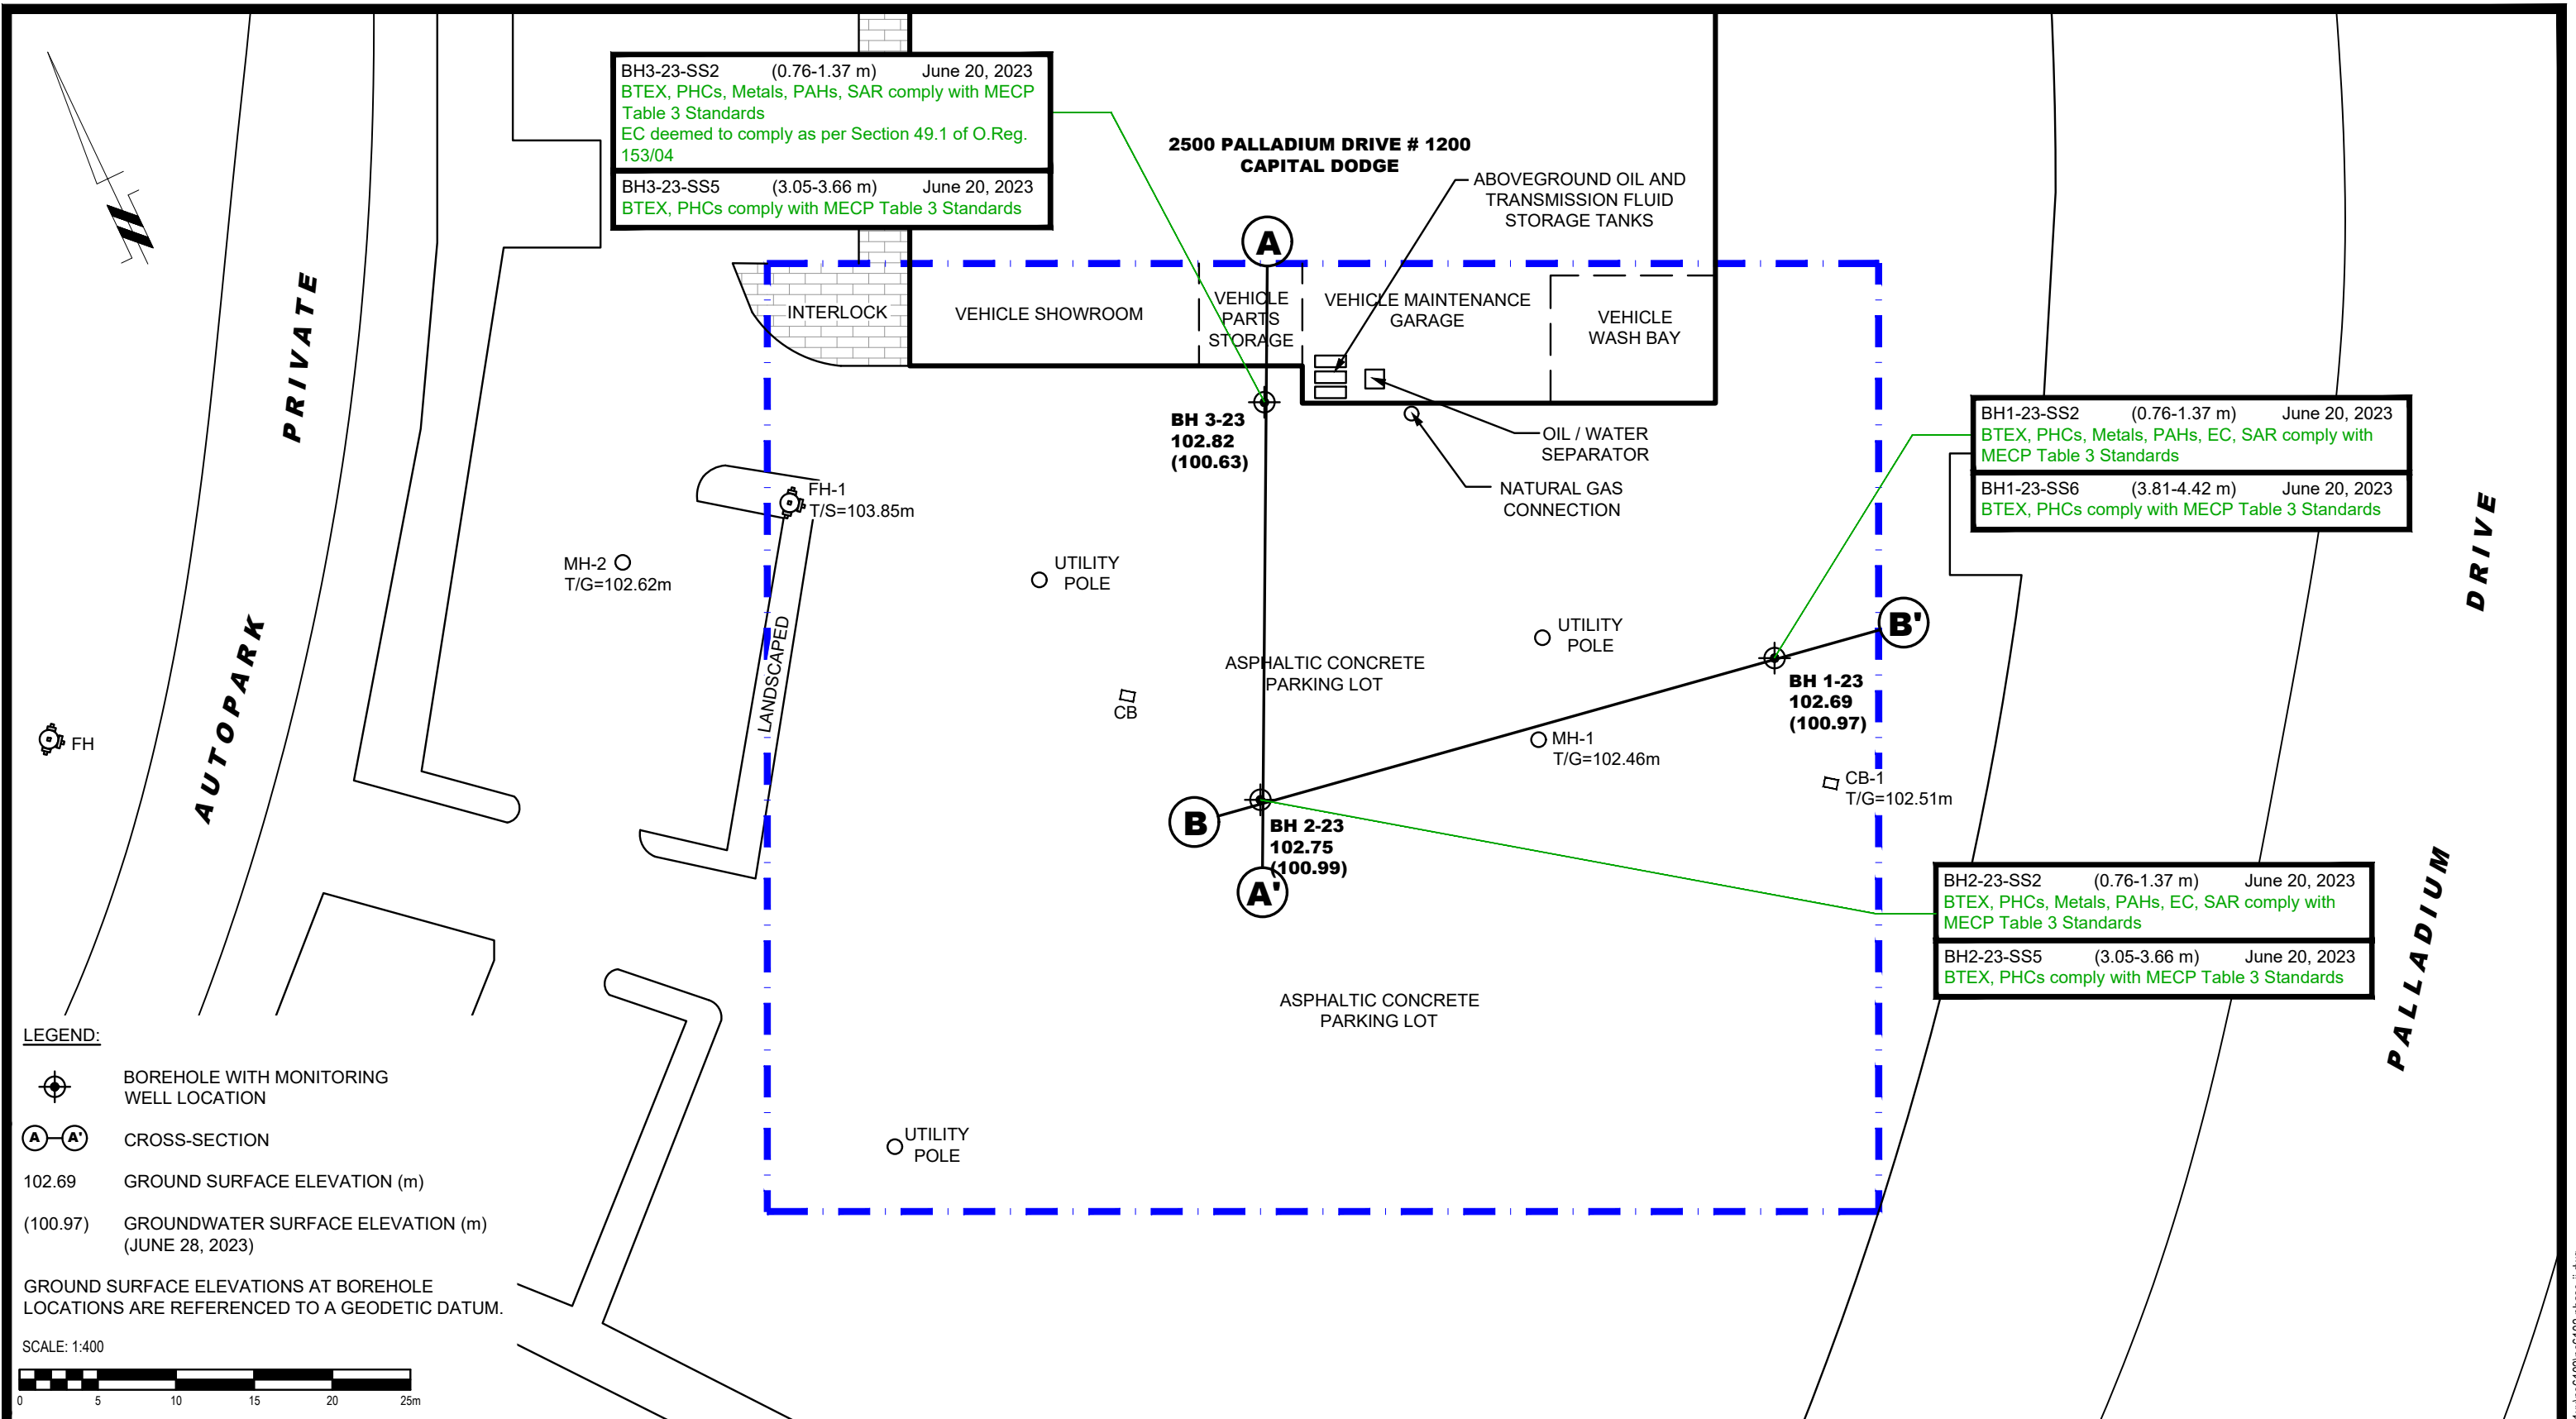 BH3-23-SS2 (0.76-1.37 m) June 20, 2023
BTEX, PHCs, Metals, PAHs, SAR comply with MECP
Table 3 Standards
EC deemed to comply as per Section 49.1 of O.Reg.
153/04
BH3-23-SS5 (3.05-3.66 m) June 20, 2023
BTEX, PHCs comply with MECP Table 3 Standards
2500 PALLADIUM DRIVE # 1200
CAPITAL DODGE
ABOVEGROUND OIL AND
TRANSMISSION FLUID
STORAGE TANKS
A
INTERLOCK
VEHICLE SHOWROOM
VEHICLE
PARTS
STORAGE
VEHICLE MAINTENANCE
GARAGE
VEHICLE
WASH BAY
BH 3-23
102.82
(100.63)
OIL / WATER
SEPARATOR
NATURAL GAS
CONNECTION
BH1-23-SS2 (0.76-1.37 m) June 20, 2023
BTEX, PHCs, Metals, PAHs, EC, SAR comply with
MECP Table 3 Standards
BH1-23-SS6 (3.81-4.42 m) June 20, 2023
BTEX, PHCs comply with MECP Table 3 Standards
FH-1
T/S=103.85m
MH-2
T/G=102.62m
UTILITY
POLE
UTILITY
POLE
B'
ASPHALTIC CONCRETE
PARKING LOT
LANDSCAPED
CB
BH 1-23
102.69
(100.97)
MH-1
T/G=102.46m
CB-1
T/G=102.51m
FH
AUTOPARK PRIVATE
B
BH 2-23
102.75
(100.99)
A'
BH2-23-SS2 (0.76-1.37 m) June 20, 2023
BTEX, PHCs, Metals, PAHs, EC, SAR comply with
MECP Table 3 Standards
BH2-23-SS5 (3.05-3.66 m) June 20, 2023
BTEX, PHCs comply with MECP Table 3 Standards
PALLADIUM DRIVE
ASPHALTIC CONCRETE
PARKING LOT
UTILITY
POLE
LEGEND:
BOREHOLE WITH MONITORING
WELL LOCATION
A A' CROSS-SECTION
102.69 GROUND SURFACE ELEVATION (m)
(100.97) GROUNDWATER SURFACE ELEVATION (m)
(JUNE 28, 2023)
GROUND SURFACE ELEVATIONS AT BOREHOLE
LOCATIONS ARE REFERENCED TO A GEODETIC DATUM.
SCALE: 1:400
0 5 10 15 20 25m